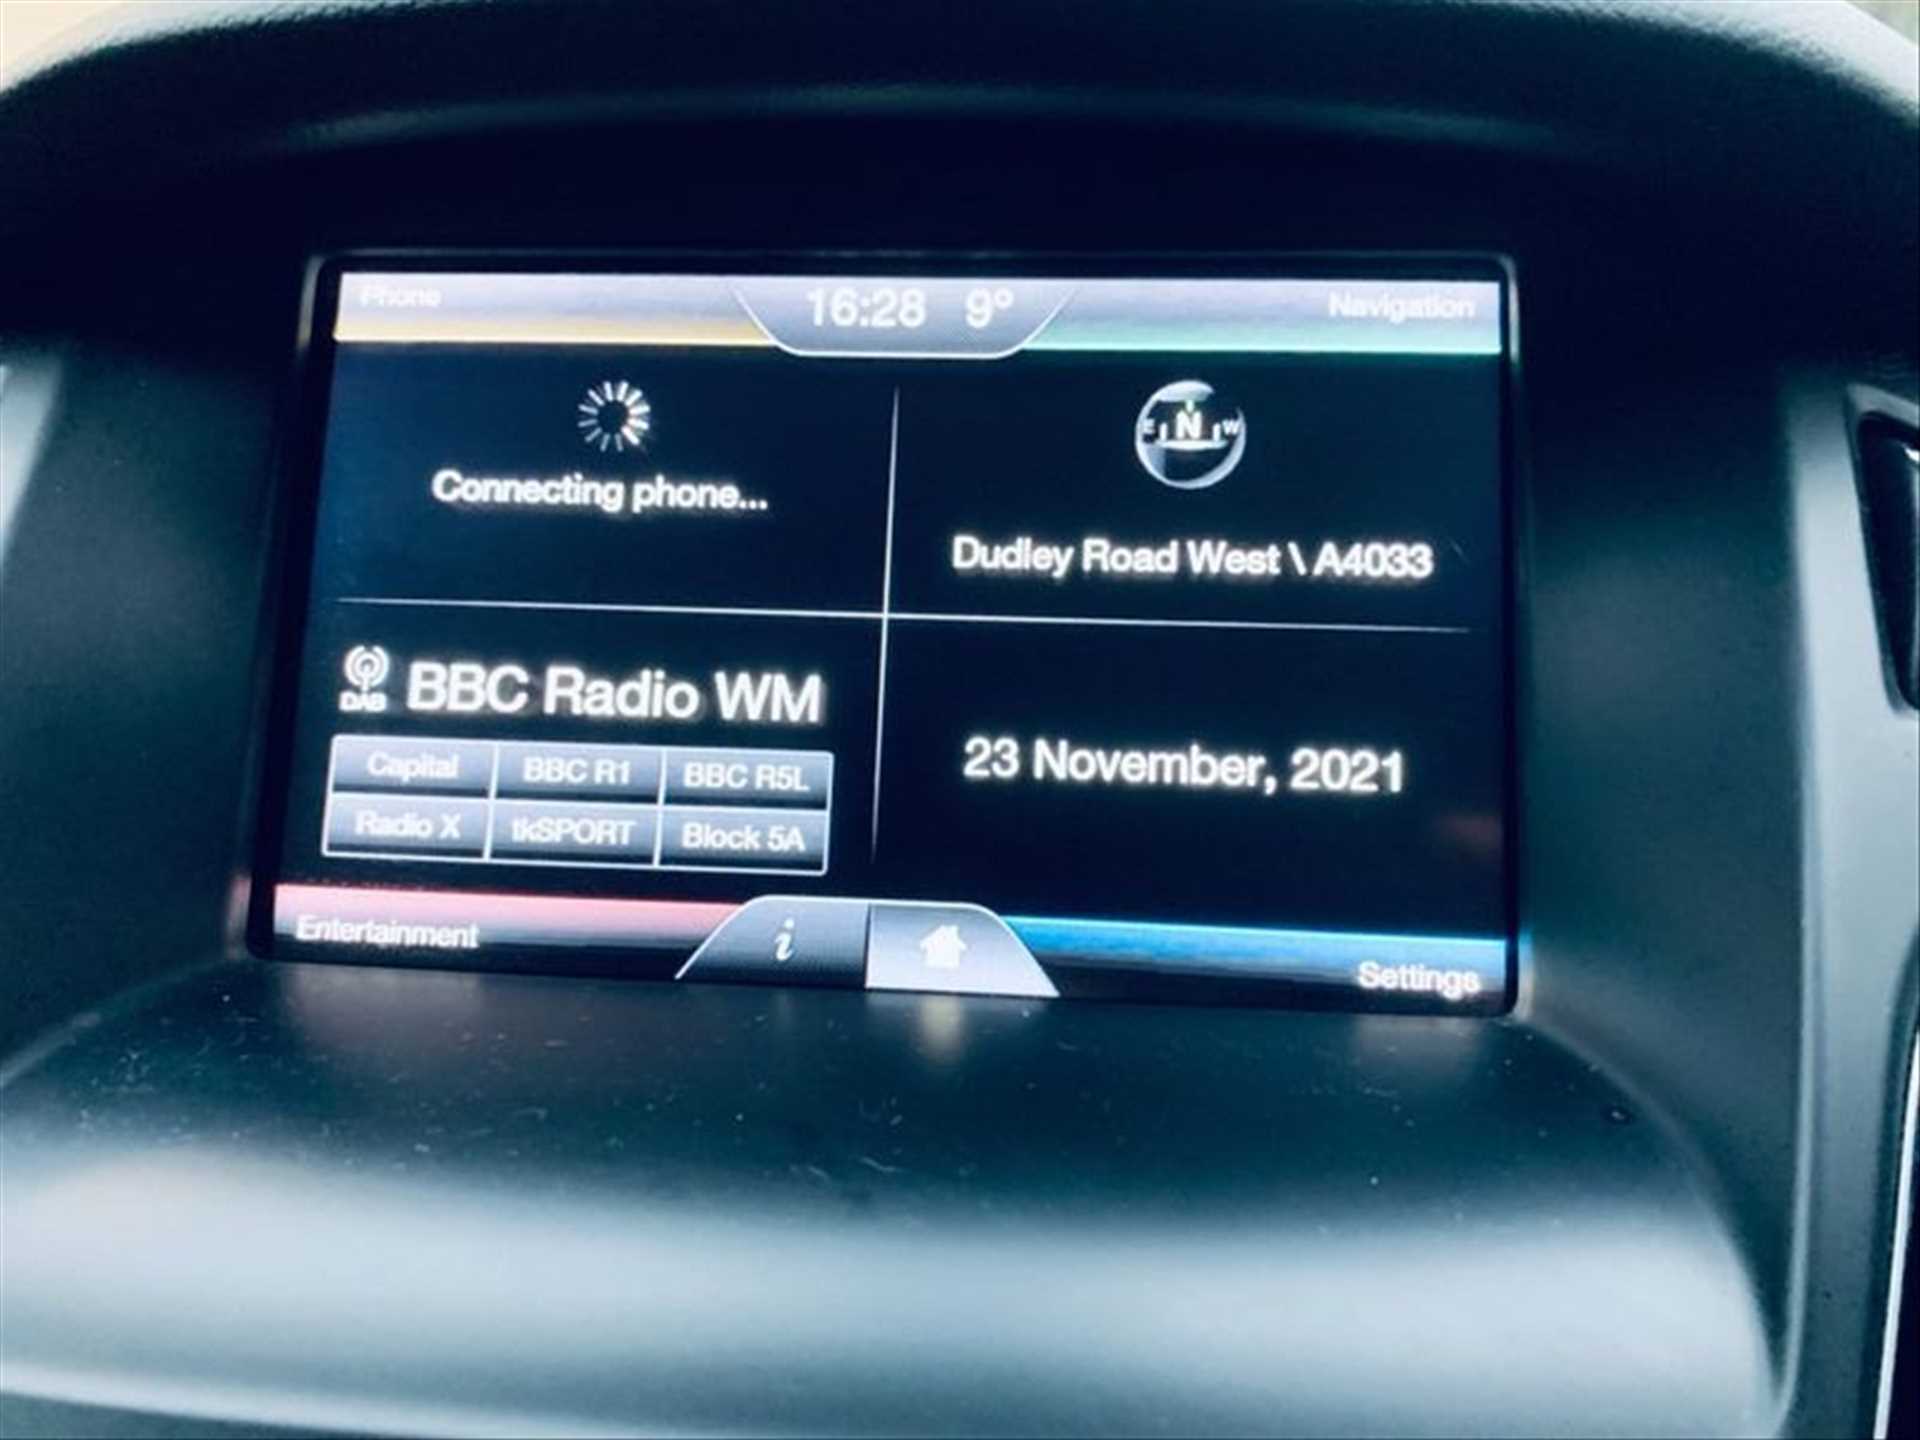 Phone
16:28 9°
Navigation
Connecting phone...
E N W
Dudley Road West \ A4033
DAB
BBC Radio WM
Capital
BBC R1
BBC R5L
Radio X
tkSPORT
Block 5A
23 November, 2021
Entertainment
i
Settings